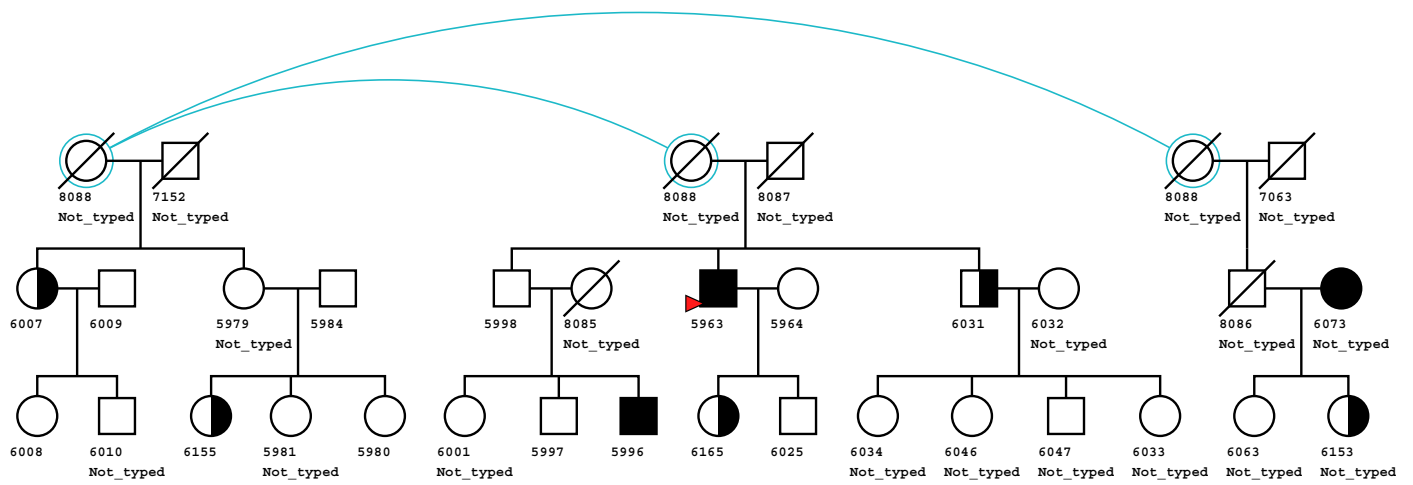 8088 7152 8088 8087 8088 7063
Not_typed Not_typed Not_typed Not_typed Not_typed Not_typed
6007 6009 5979 5984 5998 8085 5963 5964 6031 6032 8086 6073
Not_typed Not_typed Not_typed Not_typed Not_typed
6008 6010 6155 5981 5980 6001 5997 5996 6165 6025 6034 6046 6047 6033 6063 6153
Not_typed Not_typed Not_typed Not_typed Not_typed Not_typed Not_typed Not_typed Not_typed